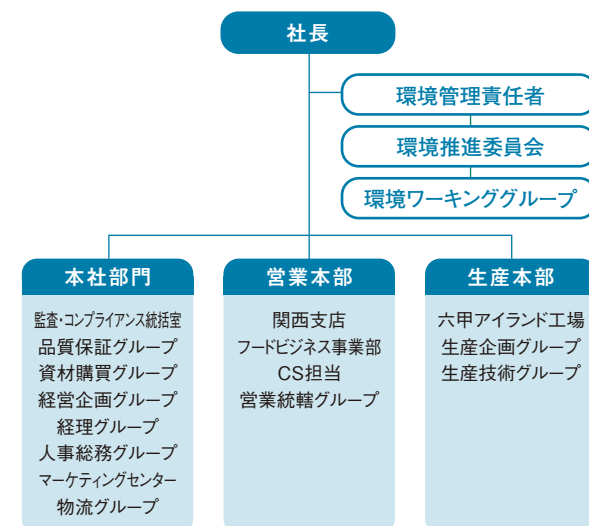 社長
環境管理責任者
環境推進委員会
環境ワーキンググループ
本社部門
監査・コンプライアンス統括室
品質保証グループ
資材購買グループ
経営企画グループ
経理グループ
人事総務グループ
マーケティングセンター
物流グループ
営業本部
関西支店
フードビジネス事業部
CS担当
営業統轄グループ
生産本部
六甲アイランド工場
生産企画グループ
生産技術グループ